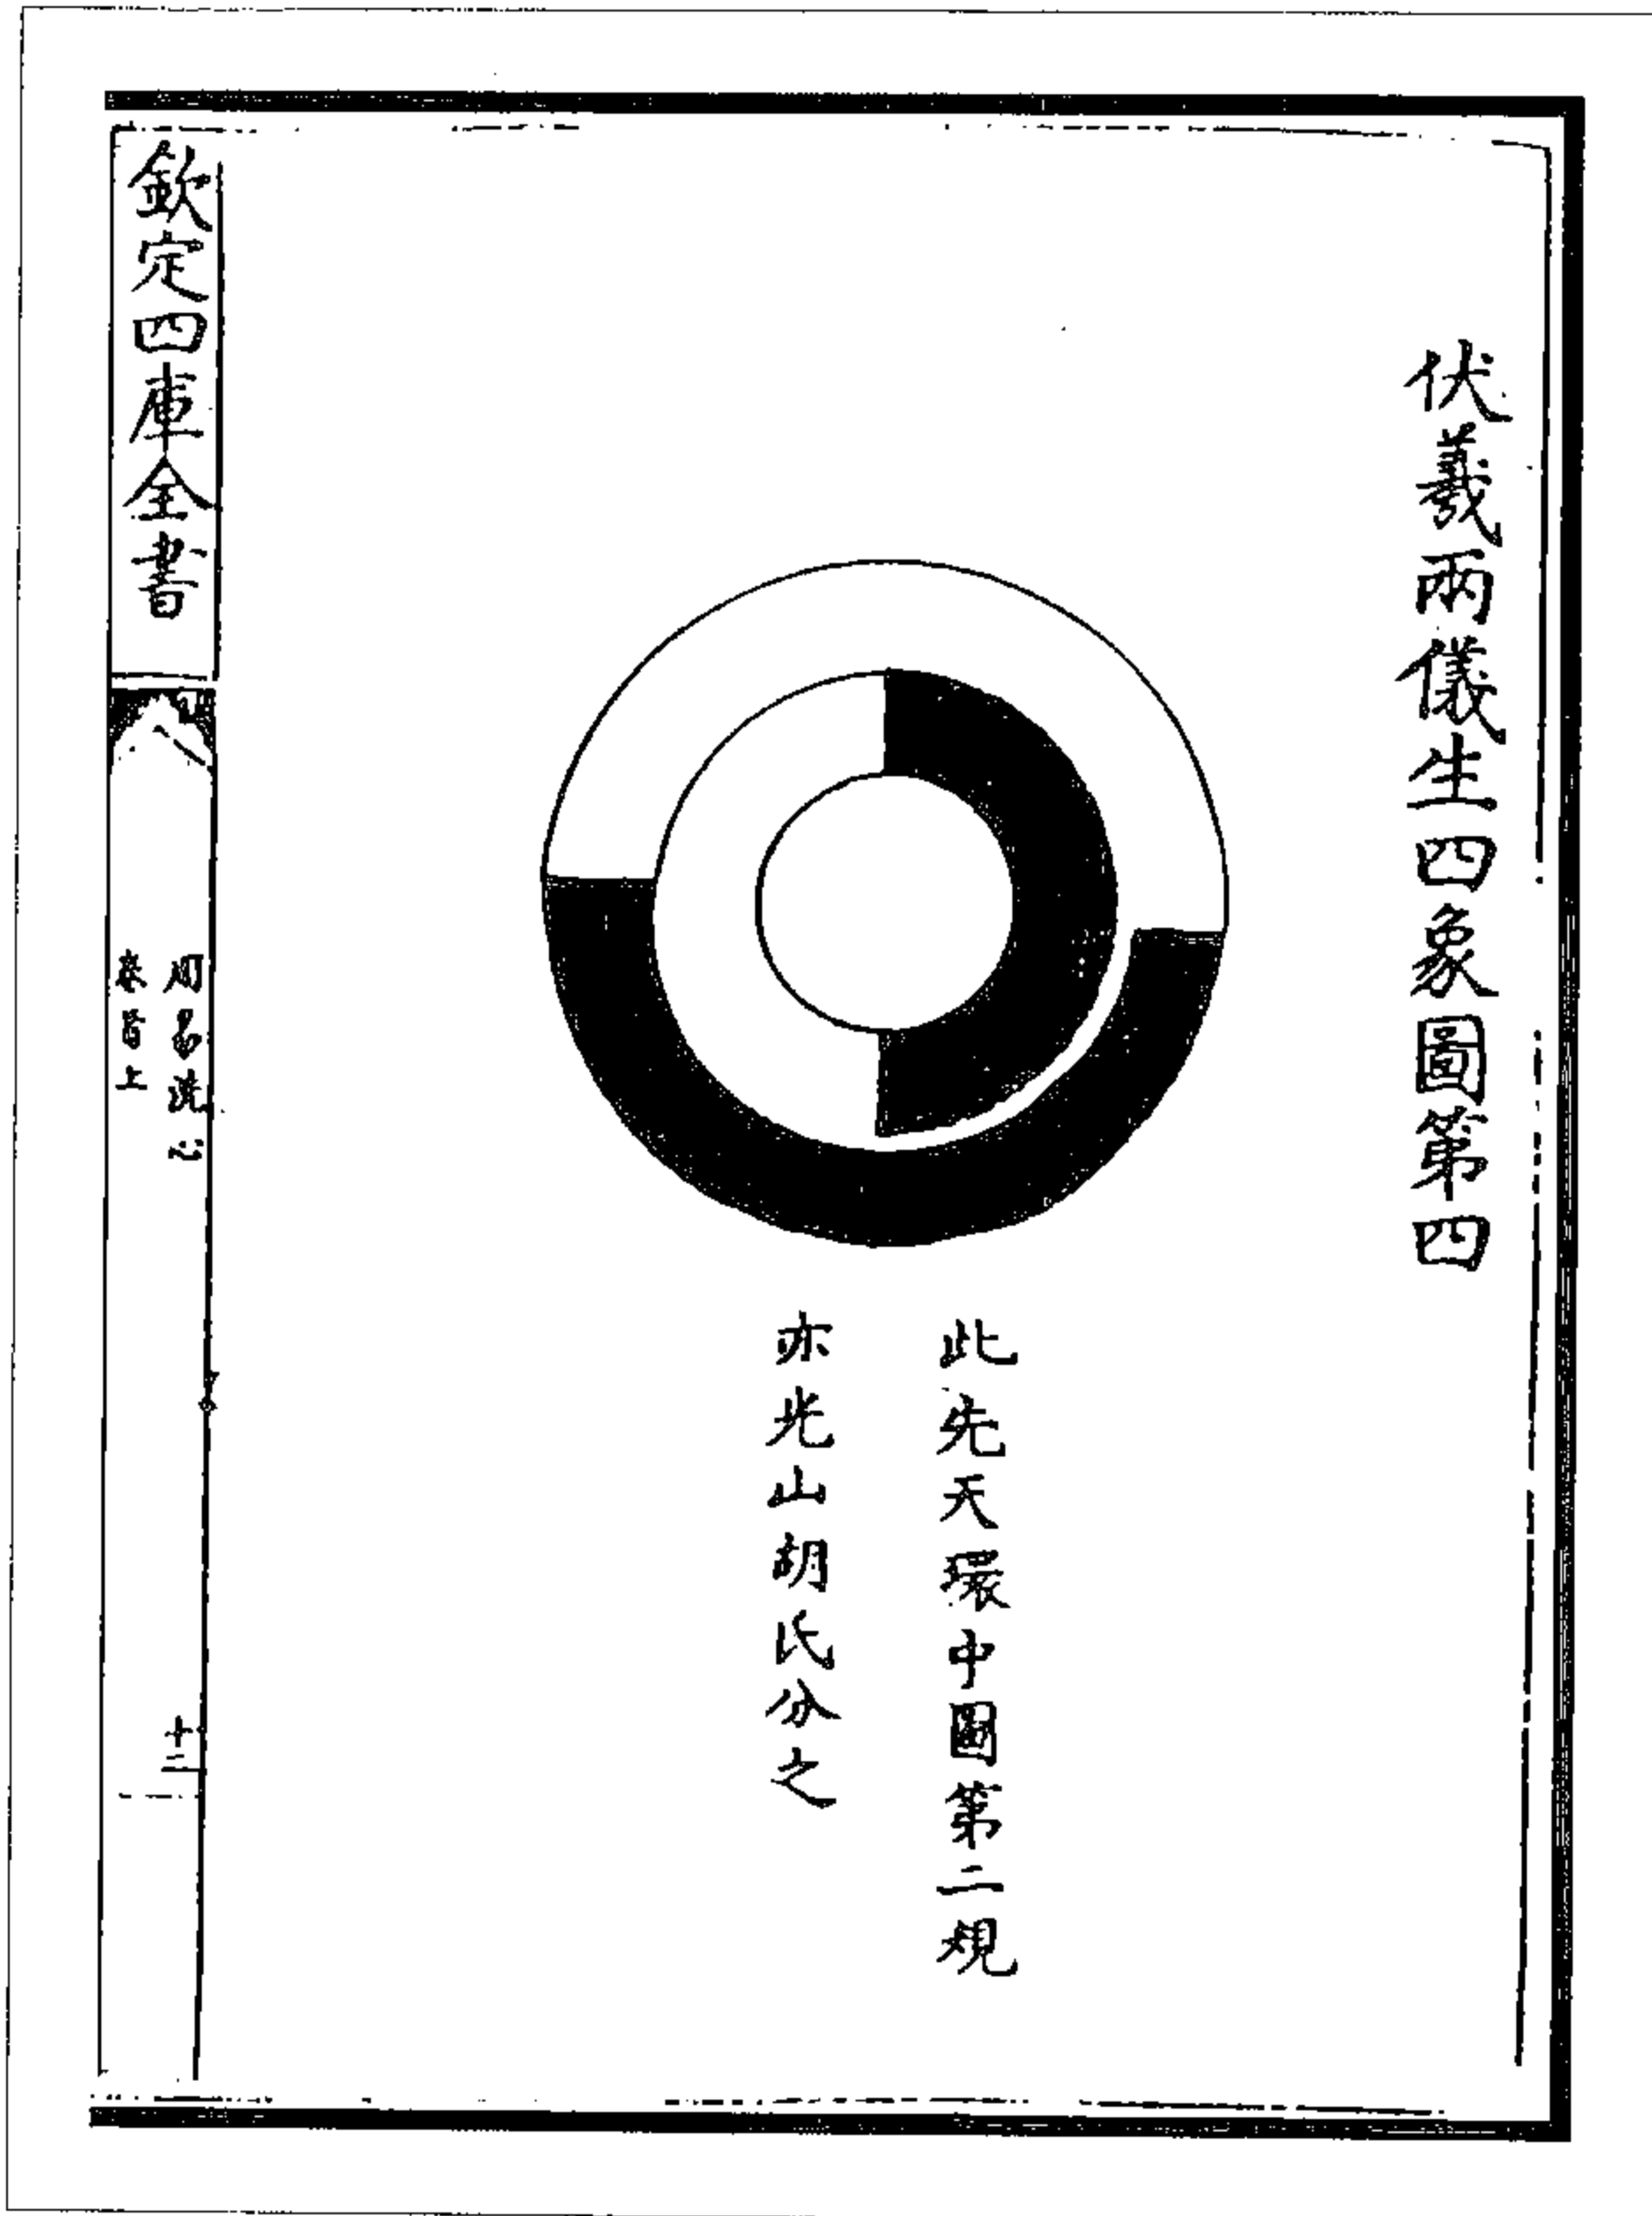 伏羲兩儀生四象圖第四
此先天環中圖第二規
亦光山胡氏分之
欽定四庫全書
周易洗心
卷首上
十二